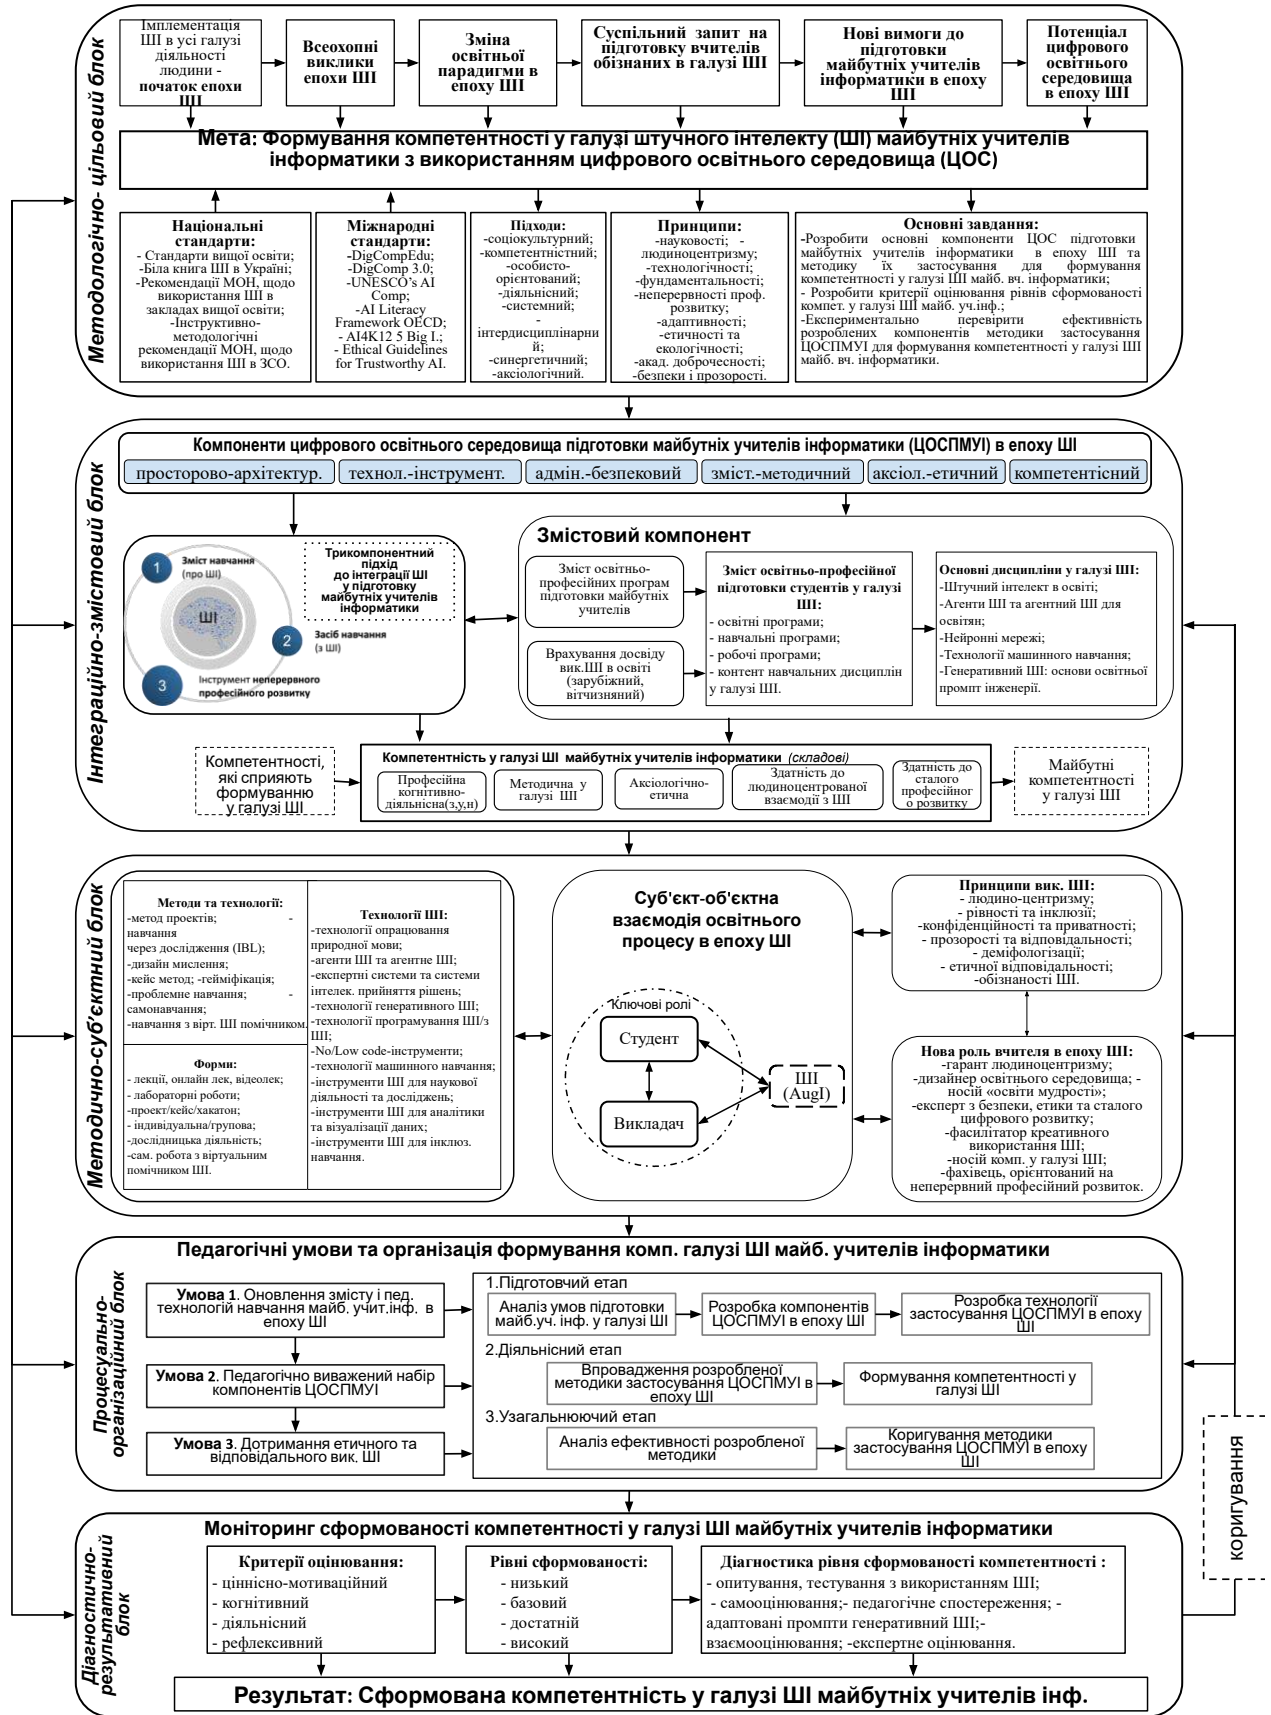 Методологічно- цільовий блок
Імплементація
ШІ в усі галузі
діяльності
людини -
початок епохи
ШІ
Всеохопні
виклики
епохи ШІ
Зміна
освітньої
парадигми в
епоху ШІ
Суспільний запит на
підготовку вчителів
обізнаних в галузі ШІ
Нові вимоги до
підготовки
майбутніх учителів
інформатики в епоху
ШІ
Потенціал
цифрового
освітнього
середовища
в епоху ШІ
Мета: Формування компетентності у галузі штучного інтелекту (ШІ) майбутніх учителів
інформатики з використанням цифрового освітнього середовища (ЦОС)
Національні
стандарти:
- Стандарти вищої освіти;
-Біла книга ШІ в Україні;
-Рекомендації МОН, щодо
використання ШІ в
закладах вищої освіти;
-Інструктивно-
методологічні
рекомендації МОН, щодо
використання ШІ в ЗСО.
Міжнародні
стандарти:
-DigCompEdu;
-DigComp 3.0;
-UNESCO's AI
Comp;
-AI Literacy
Framework OECD;
- AI4K12 5 Big I.;
- Ethical Guidelines
for Trustworthy AI.
Підходи:
-соціокультурний;
-компетентністний;
-особисто-
орієнтований;
-діяльнісний;
-системний;
-
інтердисциплінарни
й;
-синергетичний;
-аксіологічний.
Принципи:
-науковості; -
людиноцентризму;
-технологічності;
-фундаментальності;
-неперервності проф.
розвитку;
-адаптивності;
-етичності та
екологічності;
-акад. доброчесності;
-безпеки і прозорості.
Основні завдання:
-Розробити основні компоненти ЦОС підготовки
майбутніх учителів інформатики в епоху ШІ та
методику їх застосування для формування
компетентності у галузі ШІ майб. вч. інформатики;
- Розробити критерії оцінювання рівнів сформованості
компет. у галузі ШІ майб. уч.інф.;
-Експериментально перевірити ефективність
розроблених компонентів методики застосування
ЦОСПМУІ для формування компетентності у галузі ШІ
майб. вч. інформатики.
Інтеграційно-змістовий блок
Компоненти цифрового освітнього середовища підготовки майбутніх учителів інформатики (ЦОСПМУІ) в епоху ШІ
просторово-архітектур.
технол.-інструмент.
адмін.-безпековий
зміст.-методичний
аксіол.-етичний
компетентісний
1
Зміст навчання
(про ШІ)
ШІ
2
Засіб навчання
(з ШІ)
3
Інструмент неперервного
професійного розвитку
Трикомпонентний
підхід
до інтеграції ШІ
у підготовку
майбутніх учителів
інформатики
Змістовий компонент
Зміст освітньо-
професійних програм
підготовки майбутніх
учителів
Врахування досвіду
вик.ШІ в освіті
(зарубіжний,
вітчизняний)
Зміст освітньо-професійної
підготовки студентів у галузі
ШІ:
- освітні програми;
- навчальні програми;
- робочі програми;
- контент навчальних дисциплін
у галузі ШІ.
Основні дисципліни у галузі ШІ:
-Штучний інтелект в освіті;
-Агенти ШІ та агентний ШІ для
освітян;
-Нейронні мережі;
-Технології машинного навчання;
-Генеративний ШІ: основи освітньої
промпт інженерії.
Компетентності,
які сприяють
формуванню
у галузі ШІ
Компетентність у галузі ШІ майбутніх учителів інформатики (складові)
Професійна
когнитивно-
діяльнісна(з,у,н)
Методична у
галузі ШІ
Аксіологічно-
етична
Здатність до
людиноцентрованої
взаємодії з ШІ
Здатність до
сталого
професійног
о розвитку
Майбутні
компетентності
у галузі ШІ
Методично-суб'єктний блок
Методи та технології:
-метод проектів; -
навчання
через дослідження (IBL);
-дизайн мислення;
-кейс метод; -гейміфікація;
-проблемне навчання; -
самонавчання;
-навчання з вірт. ШІ помічником.
Форми:
- лекції, онлайн лек, відеолек;
- лабораторні роботи;
-проект/кейс/хакатон;
- індивідуальна/групова;
-дослідницька діяльність;
-сам. робота з віртуальним
помічником ШІ.
Технології ШІ:
-технології опрацювання
природної мови;
-агенти ШІ та агентне ШІ;
-експертні системи та системи
інтелек. прийняття рішень;
-технології генеративного ШІ;
-технології програмування ШІ/з
ШІ;
-No/Low code-інструменти;
-технології машинного навчання;
-інструменти ШІ для наукової
діяльності та досліджень;
-інструменти ШІ для аналітики
та візуалізації даних;
-інструменти ШІ для інклюз.
навчання.
Суб'єкт-об'єктна
взаємодія освітнього
процесу в епоху ШІ
Ключові ролі
Студент
Викладач
ШІ
(AugI)
Принципи вик. ШІ:
- людино-центризму;
- рівності та інклюзії;
-конфіденційності та приватності;
- прозорості та відповідальності;
- деміфологізації;
- етичної відповідальності;
-обізнаності ШІ.
Нова роль вчителя в епоху ШІ:
-гарант людиноцентризму;
-дизайнер освітнього середовища; -
носій «освіти мудрості»;
-експерт з безпеки, етики та сталого
цифрового розвитку;
-фасилітатор креативного
використання ШІ;
-носій комп. у галузі ШІ;
-фахівець, орієнтований на
неперервний професійний розвиток.
Процесуально-
організаційний блок
Педагогічні умови та організація формування комп. галузі ШІ майб. учителів інформатики
Умова 1. Оновлення змісту і пед.
технологій навчання майб. учит.інф. в
епоху ШІ
Умова 2. Педагогічно виважений набір
компонентів ЦОСПМУІ
Умова 3. Дотримання етичного та
відповідального вик. ШІ
1.Підготовчий етап
Аналіз умов підготовки
майб.уч. інф. у галузі ШІ
Розробка компонентів
ЦОСПМУІ в епоху ШІ
Розробка технології
застосування ЦОСПМУІ в епоху
ШІ
2.Діяльнісний етап
Впровадження розробленої
методики застосування ЦОСПМУІ в
епоху ШІ
Формування компетентності у
галузі ШІ
3.Узагальнюючий етап
Аналіз ефективності розробленої
методики
Коригування методики
застосування ЦОСПМУІ в епоху
ШІ
коригування
Діагностично-
результативний
блок
Моніторинг сформованості компетентності у галузі ШІ майбутніх учителів інформатики
Критерії оцінювання:
- ціннісно-мотиваційний
- когнітивний
- діяльнісний
- рефлексивний
Рівні сформованості:
- низький
- базовий
- достатній
- високий
Діагностика рівня сформованості компетентності :
- опитування, тестування з використанням ШІ;
- самооцінювання;- педагогічне спостереження; -
адаптовані промпти генеративний ШІ;-
взаємооцінювання; -експертне оцінювання.
Результат: Сформована компетентність у галузі ШІ майбутніх учителів інф.